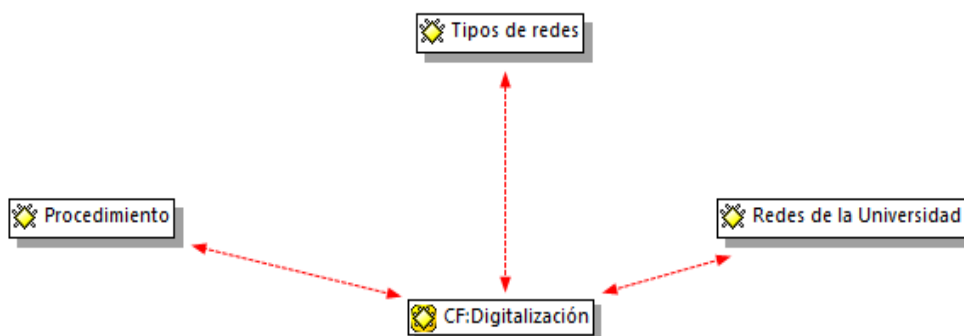 Tipos de redes
Procedimiento
Redes de la Universidad
CF:Digitalización